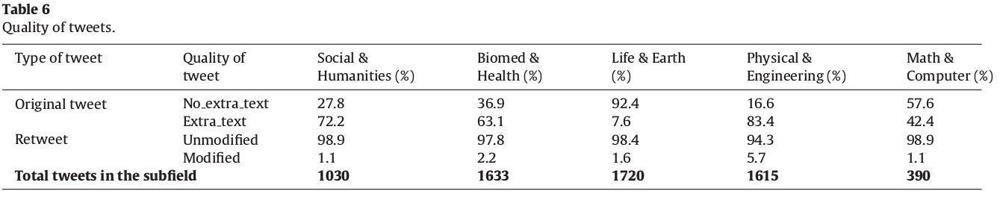 Table 6
Quality of tweets.
Type of tweet Quality of tweet Social & Humanities (%) Biomed & Health (%) Life & Earth (%) Physical & Engineering (%) Math & Computer (%)
Original tweet No_extra_text 27.8 36.9 92.4 16.6 57.6
Extra_text 72.2 63.1 7.6 83.4 42.4
Retweet Unmodified 98.9 97.8 98.4 94.3 98.9
Modified 1.1 2.2 1.6 5.7 1.1
Total tweets in the subfield 1030 1633 1720 1615 390